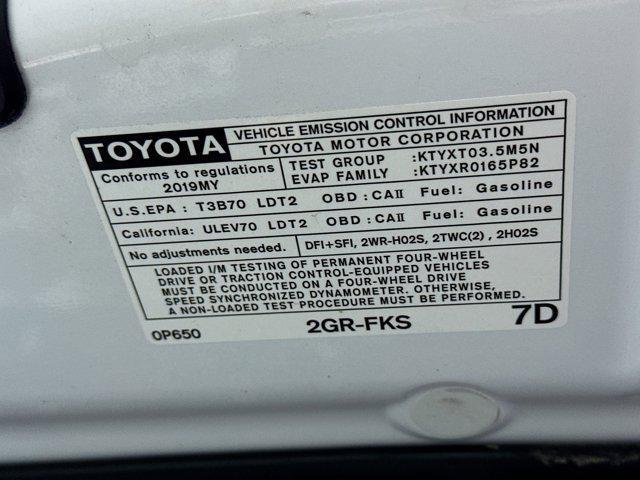 TOYOTA
VEHICLE EMISSION CONTROL INFORMATION
TOYOTA MOTOR CORPORATION
Conforms to regulations
2019MY
TEST GROUP :KTYXT03.5M5N
EVAP FAMILY :KTYXR0165P82
U.S.EPA : T3B70 LDT2 OBD : CAII Fuel: Gasoline
California: ULEV70 LDT2 OBD : CAII Fuel: Gasoline
No adjustments needed. DFI+SFI, 2WR-HO2S, 2TWC(2) , 2HO2S
LOADED I/M TESTING OF PERMANENT FOUR-WHEEL
DRIVE OR TRACTION CONTROL-EQUIPPED VEHICLES
MUST BE CONDUCTED ON A FOUR-WHEEL DRIVE
SPEED SYNCHRONIZED DYNAMOMETER. OTHERWISE,
A NON-LOADED TEST PROCEDURE MUST BE PERFORMED.
0P650 2GR-FKS 7D